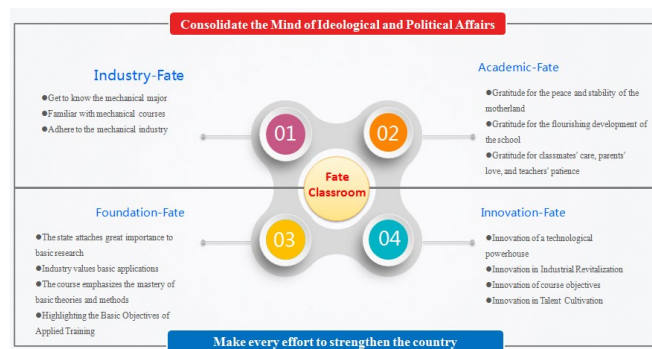 Consolidate the Mind of Ideological and Political Affairs
Industry-Fate
●Get to know the mechanical major
●Familiar with mechanical courses
●Adhere to the mechanical industry
01
02
Academic-Fate
●Gratitude for the peace and stability of the
motherland
●Gratitude for the flourishing development of
the school
●Gratitude for classmates' care, parents'
love, and teachers' patience
Fate
Classroom
Foundation-Fate
●The state attaches great importance to
basic research
●Industry values basic applications
●The course emphasizes the mastery of
basic theories and methods
●Highlighting the Basic Objectives of
Applied Training
03
04
Innovation-Fate
●Innovation of a technological
powerhouse
●Innovation in Industrial Revitalization
●Innovation of course objectives
●Innovation in Talent Cultivation
Make every effort to strengthen the country